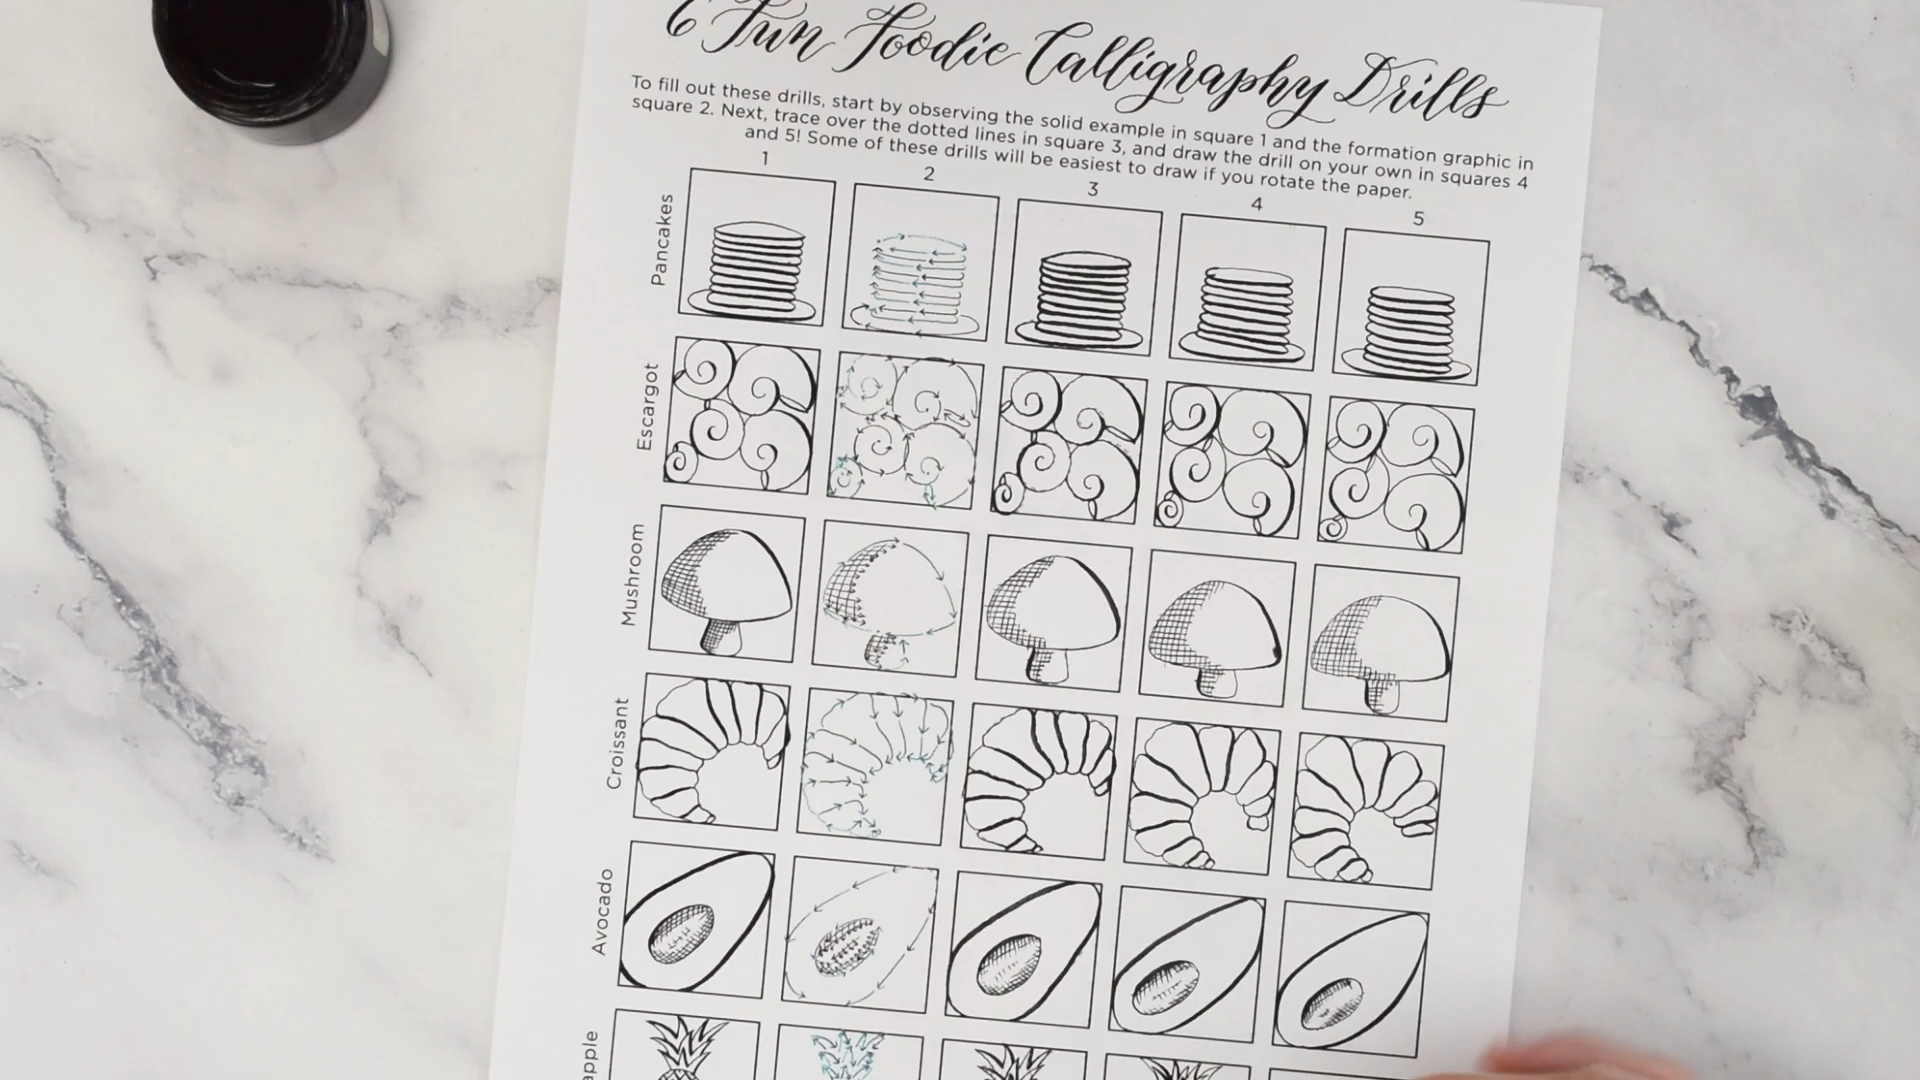 6 Fun Foodie Calligraphy Drills
To fill out these drills, start by observing the solid example in square 1 and the formation graphic in
square 2. Next, trace over the dotted lines in square 3, and draw the drill on your own in squares 4
and 5! Some of these drills will be easiest to draw if you rotate the paper.
1 2 3 4 5
Pancakes
Escargot
Mushroom
Croissant
Avocado
apple